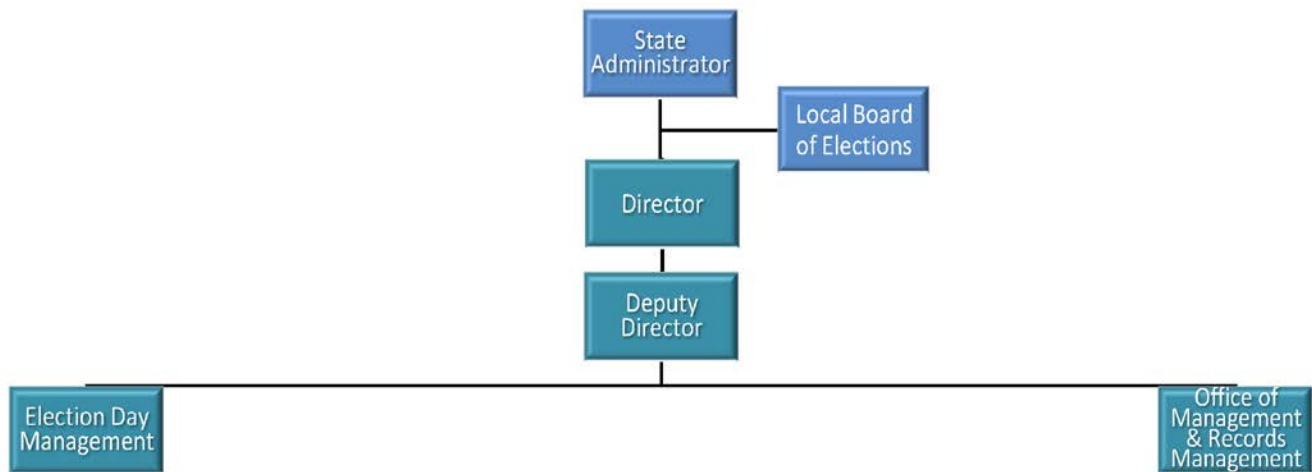 State
Administrator
Local Board
of Elections
Director
Deputy
Director
Election Day
Management
Office of
Management
& Records
Management